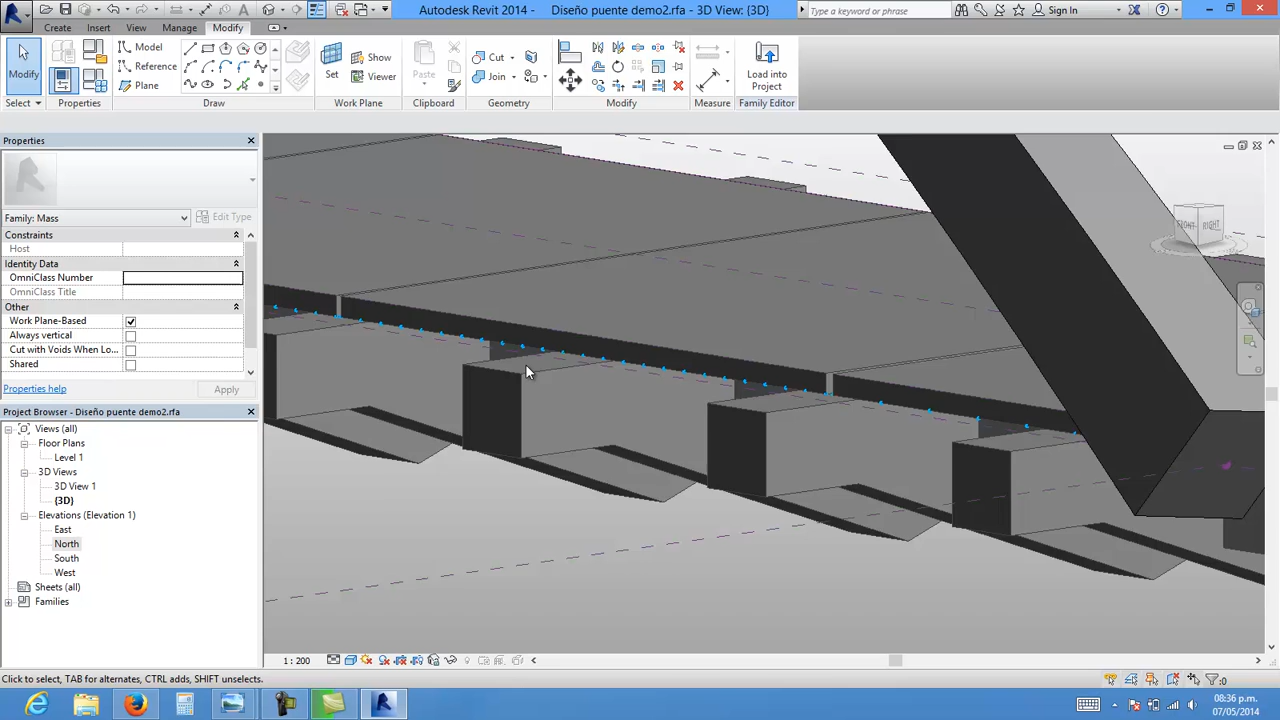 Autodesk Revit 2014 - Diseño puente demo2.rfa - 3D View: {3D}
Type a keyword or phrase
Sign In
Create Insert View Manage Modify
Modify
Model
Reference
Plane
Set
Show
Viewer
Paste
Cut
Join
Load into
Project
Select Properties Draw Work Plane Clipboard Geometry Modify Measure Family Editor
Properties
Family: Mass
Edit Type
Constraints
Host
Identity Data
OmniClass Number
OmniClass Title
Other
Work Plane-Based
Always vertical
Cut with Voids When Lo...
Shared
Properties help
Apply
Project Browser - Diseño puente demo2.rfa
Views (all)
Floor Plans
Level 1
3D Views
3D View 1
{3D}
Elevations (Elevation 1)
East
North
South
West
Sheets (all)
Families
FRONT
RIGHT
1 : 200
Click to select, TAB for alternates, CTRL adds, SHIFT unselects.
:0
08:36 p.m.
07/05/2014